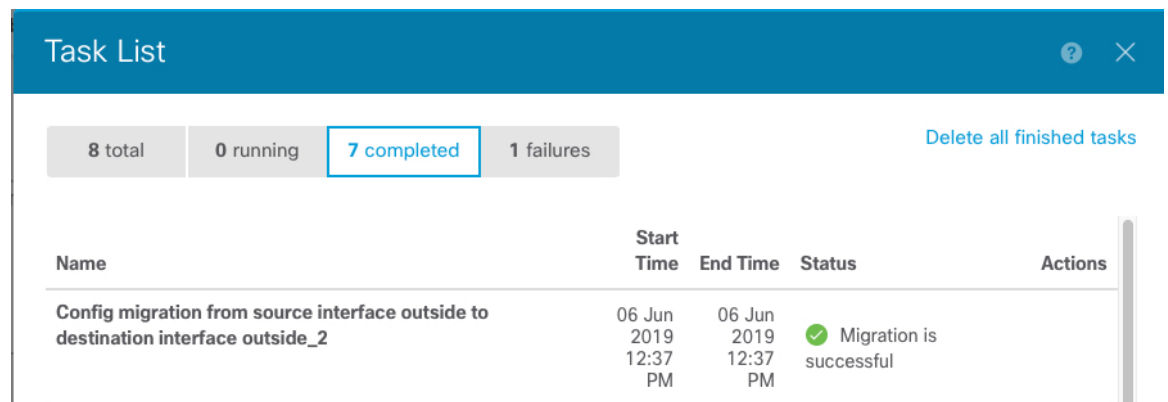 Task List
8 total 0 running 7 completed 1 failures
Delete all finished tasks
Name Start Time End Time Status Actions
Config migration from source interface outside to
destination interface outside_2
06 Jun
2019
12:37
PM
06 Jun
2019
12:37
PM
Migration is
successful